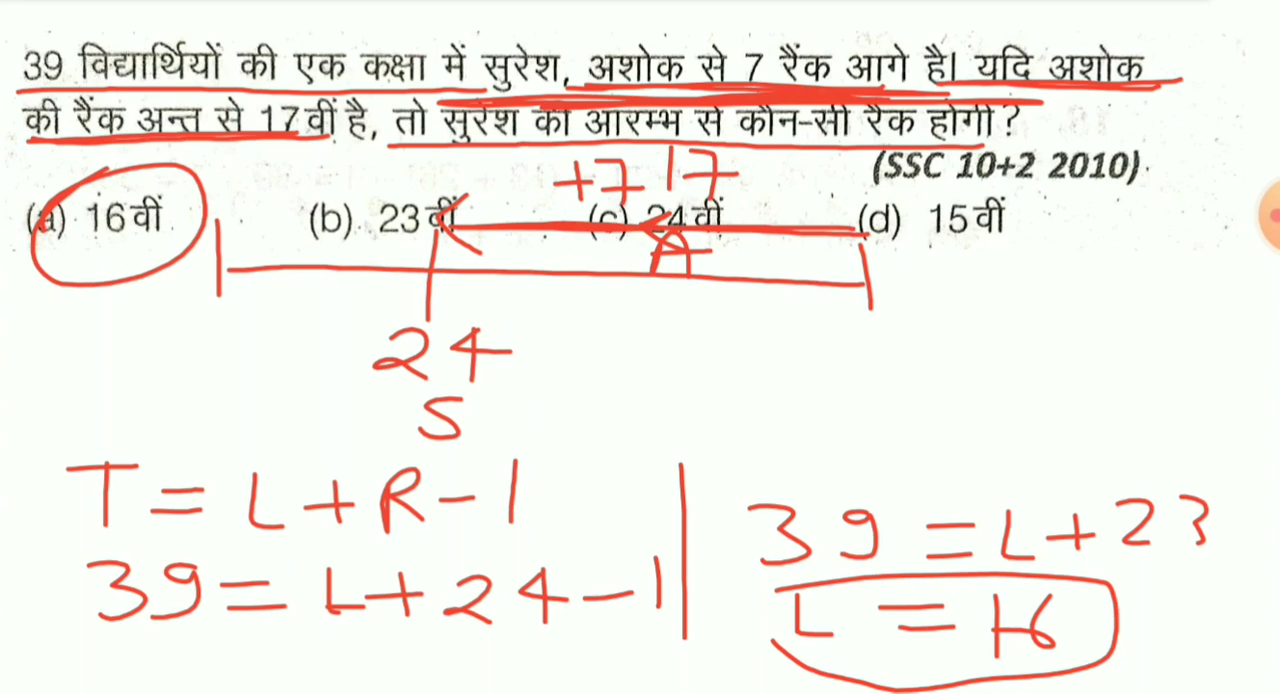 39 विद्यार्थियों की एक कक्षा में सुरेश, अशोक से 7 रैंक आगे है। यदि अशोक
की रैंक अन्त से 17वीं है, तो सुरेश की आरम्भ से कौन-सी रैंक होगी?
(SSC 10+2 2010)
+7 17
(a) 16वीं (b) 23वीं (c) 24वीं (d) 15वीं
A
24
S
T = L + R - 1
39 = L + 24 - 1
39 = L + 23
L = 16